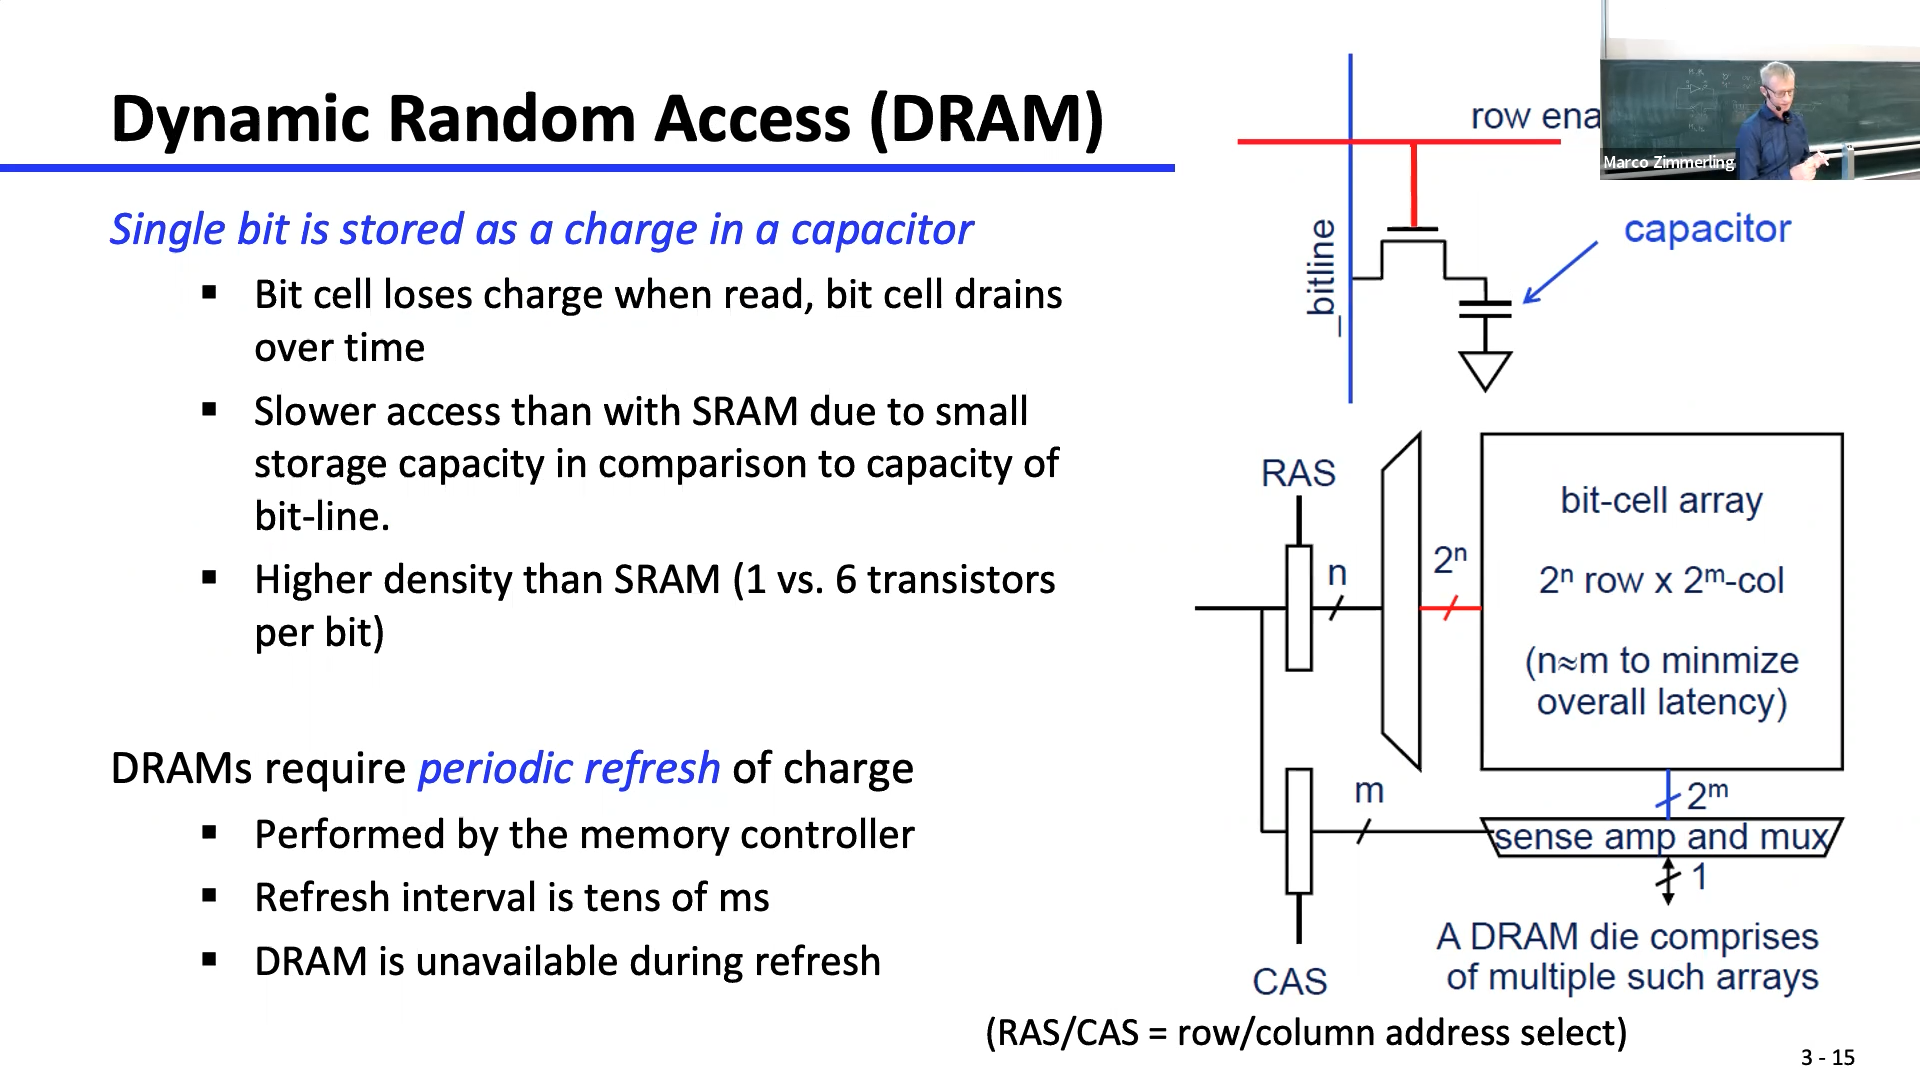 Dynamic Random Access (DRAM)
Single bit is stored as a charge in a capacitor
▪ Bit cell loses charge when read, bit cell drains
over time
▪ Slower access than with SRAM due to small
storage capacity in comparison to capacity of
bit-line.
▪ Higher density than SRAM (1 vs. 6 transistors
per bit)
DRAMs require periodic refresh of charge
▪ Performed by the memory controller
▪ Refresh interval is tens of ms
▪ DRAM is unavailable during refresh
row ena
Marco Zimmerling
_bitline
capacitor
RAS
n
2ⁿ
bit-cell array
2ⁿ row x 2ᵐ-col
(n≈m to minmize
overall latency)
m
2ᵐ
sense amp and mux
1
CAS
A DRAM die comprises
of multiple such arrays
(RAS/CAS = row/column address select)
3 - 15